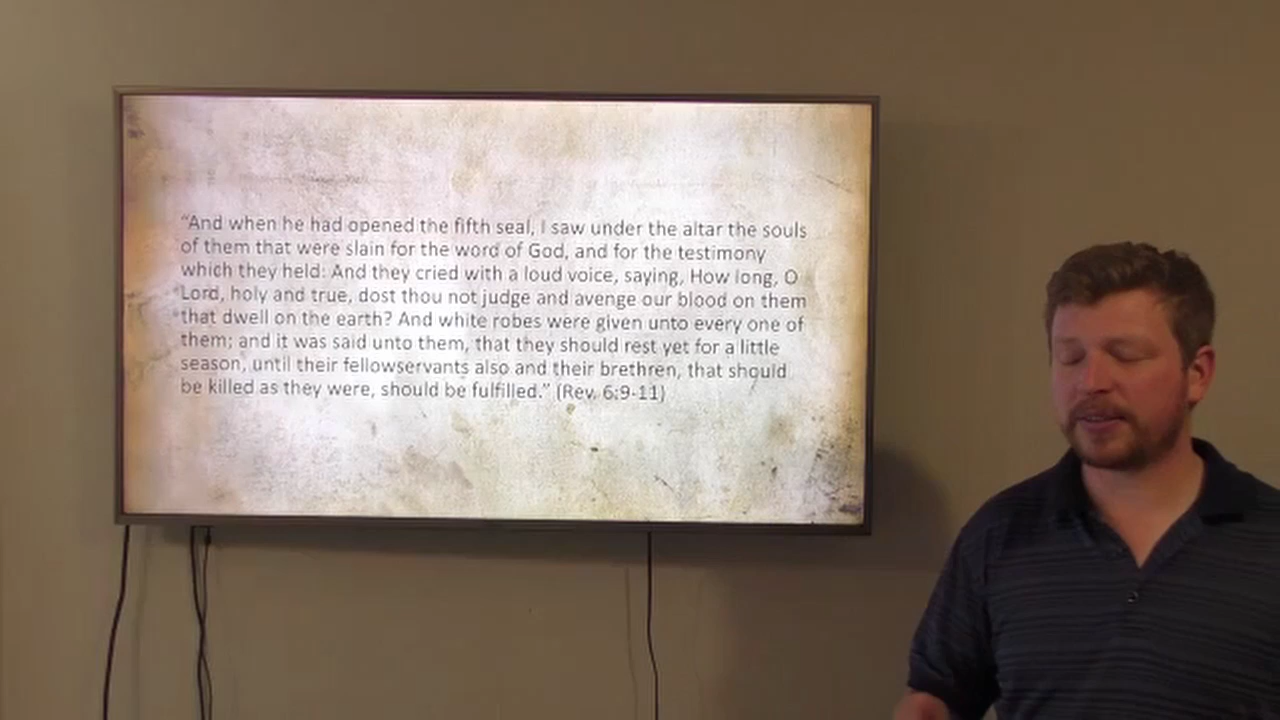 “And when he had opened the fifth seal, I saw under the altar the souls
of them that were slain for the word of God, and for the testimony
which they held: And they cried with a loud voice, saying, How long, O
Lord, holy and true, dost thou not judge and avenge our blood on them
that dwell on the earth? And white robes were given unto every one of
them; and it was said unto them, that they should rest yet for a little
season, until their fellowservants also and their brethren, that should
be killed as they were, should be fulfilled.” (Rev. 6:9-11)